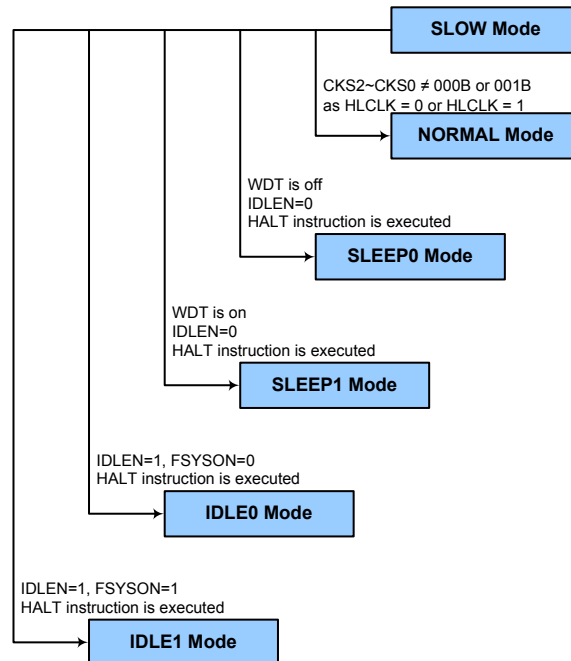 SLOW Mode
CKS2~CKS0 ≠ 000B or 001B
as HLCLK = 0 or HLCLK = 1
NORMAL Mode
WDT is off
IDLEN=0
HALT instruction is executed
SLEEP0 Mode
WDT is on
IDLEN=0
HALT instruction is executed
SLEEP1 Mode
IDLEN=1, FSYSON=0
HALT instruction is executed
IDLE0 Mode
IDLEN=1, FSYSON=1
HALT instruction is executed
IDLE1 Mode